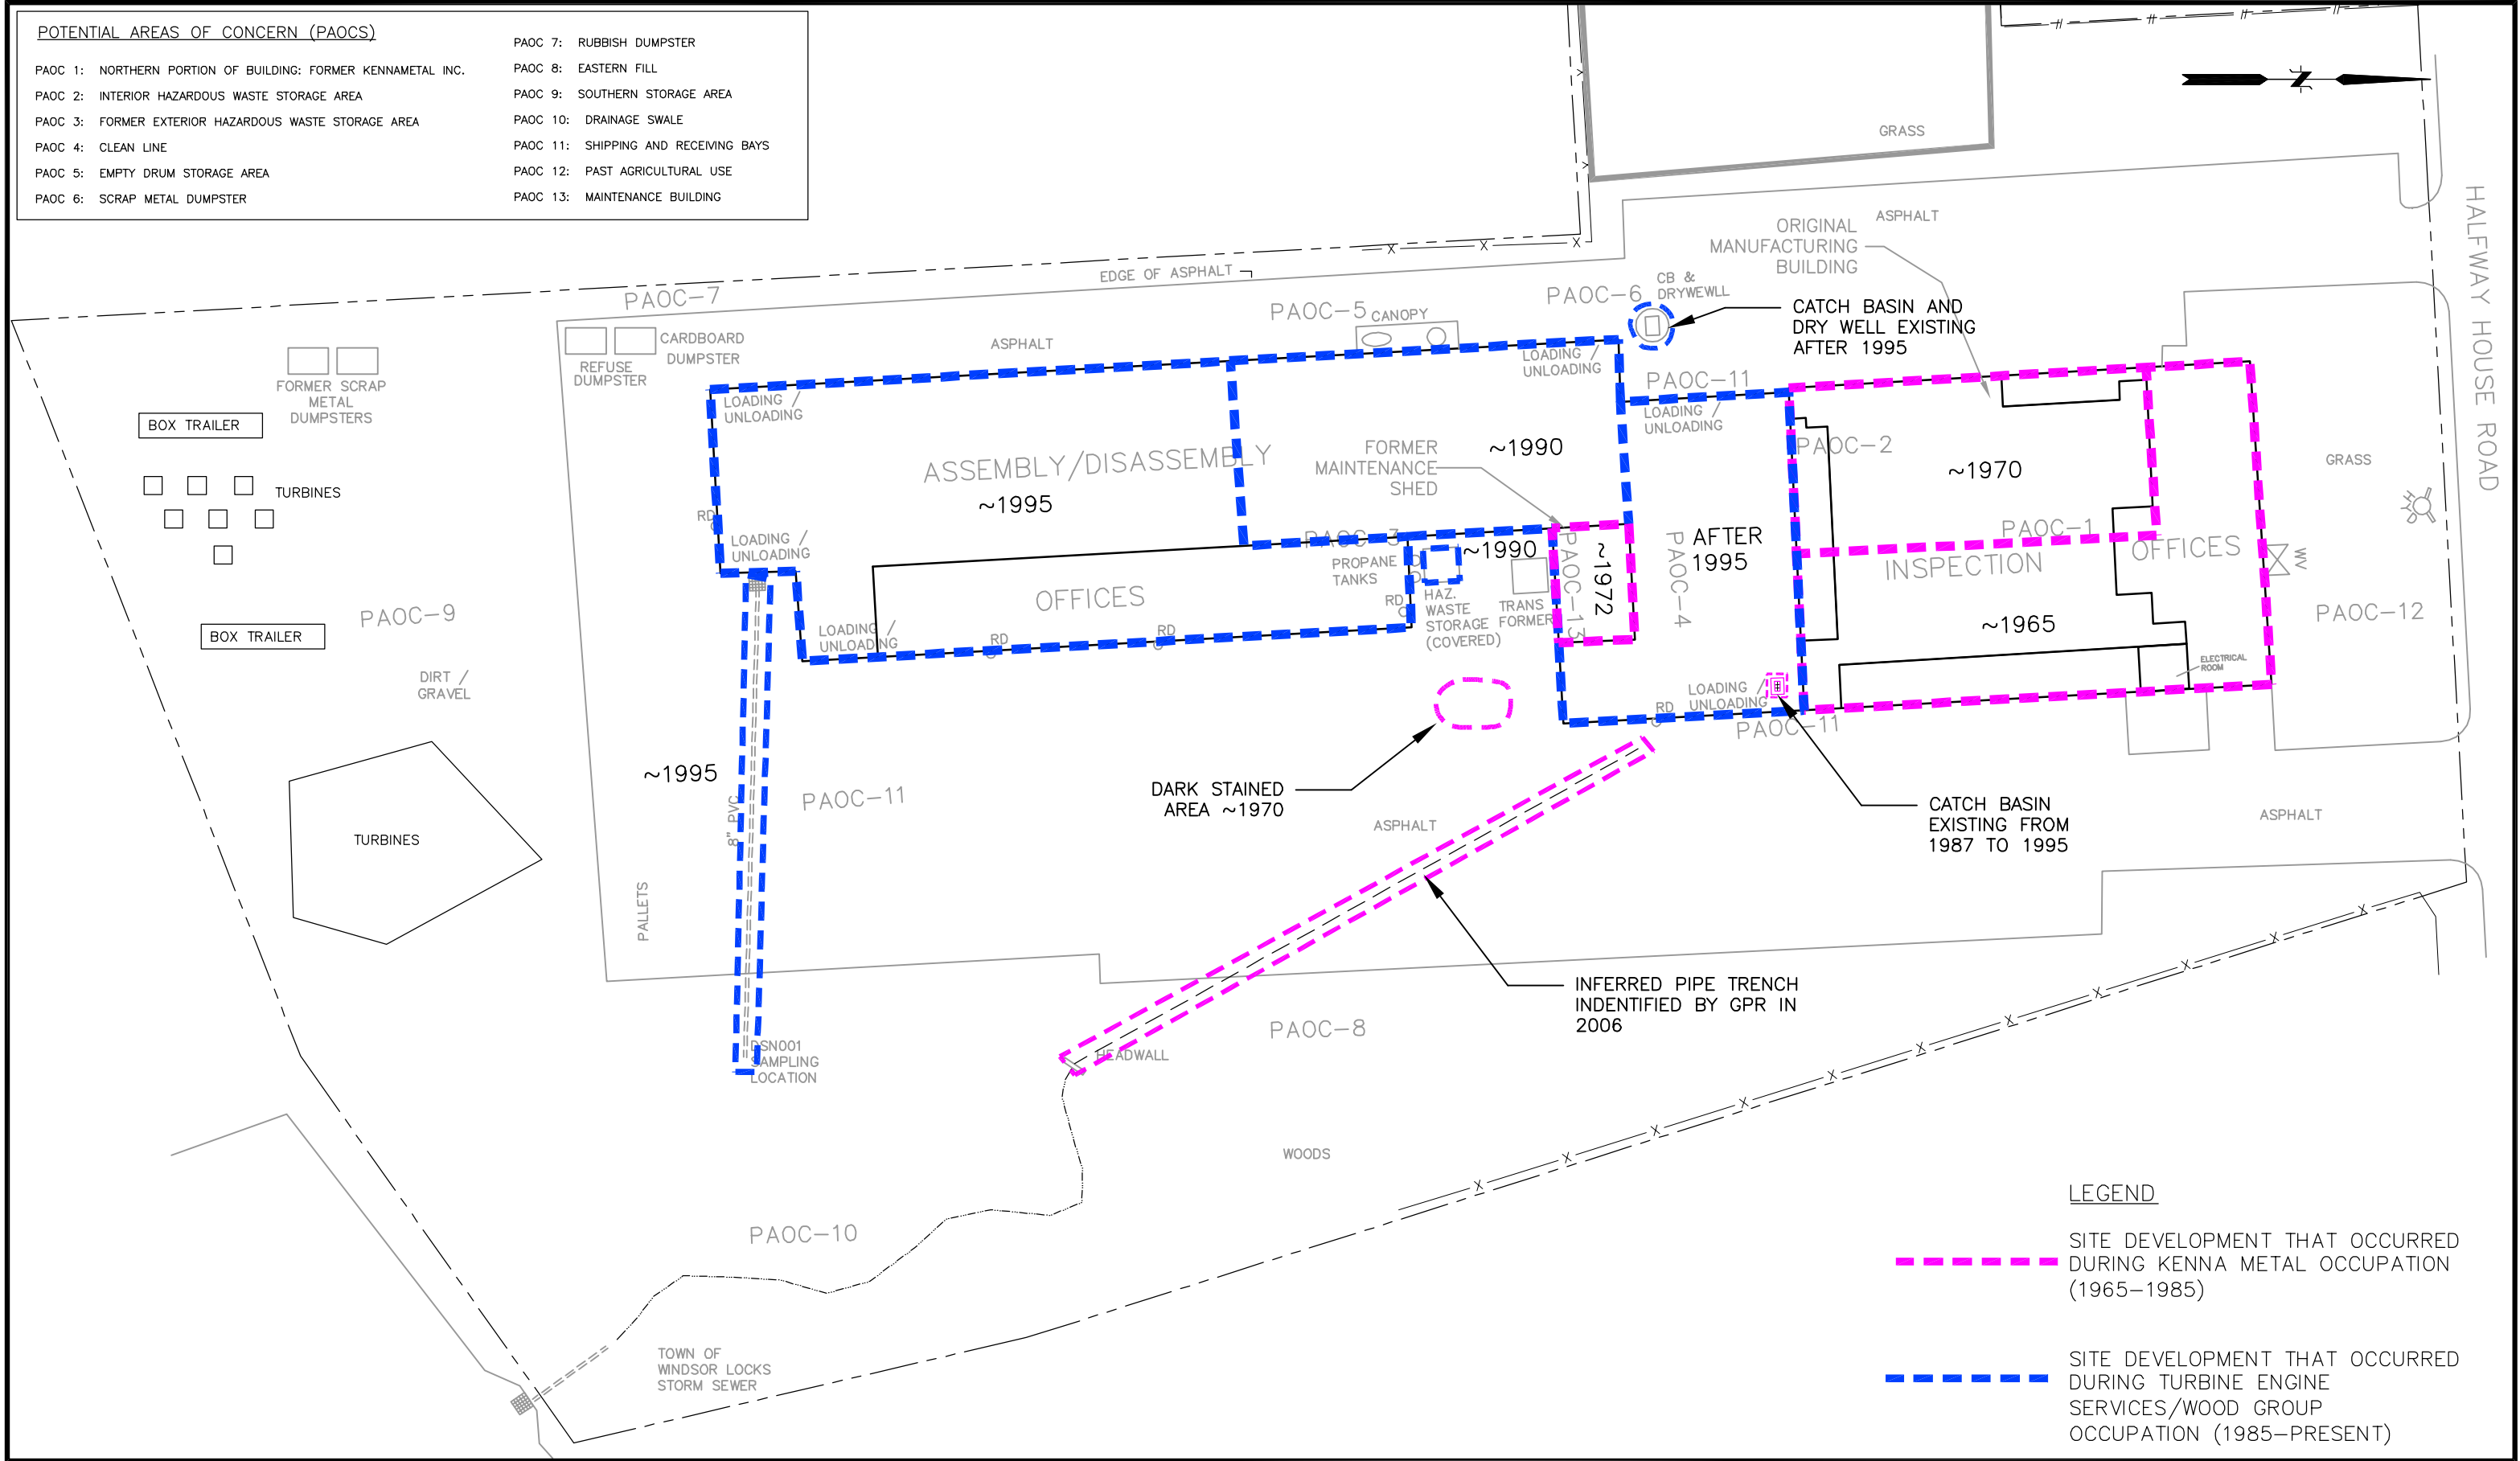 POTENTIAL AREAS OF CONCERN (PAOCS)
PAOC 1: NORTHERN PORTION OF BUILDING: FORMER KENNAMETAL INC.
PAOC 2: INTERIOR HAZARDOUS WASTE STORAGE AREA
PAOC 3: FORMER EXTERIOR HAZARDOUS WASTE STORAGE AREA
PAOC 4: CLEAN LINE
PAOC 5: EMPTY DRUM STORAGE AREA
PAOC 6: SCRAP METAL DUMPSTER
PAOC 7: RUBBISH DUMPSTER
PAOC 8: EASTERN FILL
PAOC 9: SOUTHERN STORAGE AREA
PAOC 10: DRAINAGE SWALE
PAOC 11: SHIPPING AND RECEIVING BAYS
PAOC 12: PAST AGRICULTURAL USE
PAOC 13: MAINTENANCE BUILDING
Z
GRASS
HALFWAY HOUSE ROAD
ASPHALT
ORIGINAL
MANUFACTURING
BUILDING
EDGE OF ASPHALT
PAOC-7
PAOC-5
CANOPY
PAOC-6
CB &
DRYWEWLL
CATCH BASIN AND
DRY WELL EXISTING
AFTER 1995
CARDBOARD
DUMPSTER
REFUSE
DUMPSTER
ASPHALT
LOADING /
UNLOADING
PAOC-11
LOADING /
UNLOADING
LOADING /
UNLOADING
FORMER SCRAP
METAL
DUMPSTERS
BOX TRAILER
TURBINES
ASSEMBLY/DISASSEMBLY
~1995
FORMER
MAINTENANCE
SHED
~1990
PAOC-2
~1970
GRASS
RD
LOADING /
UNLOADING
PAOC-3
~1990
PROPANE
TANKS
HAZ.
WASTE
STORAGE
(COVERED)
TRANS
FORMER
RD
PAOC-13
~1972
PAOC-4
AFTER
1995
PAOC-1
INSPECTION
OFFICES
WV
PAOC-12
~1965
ELECTRICAL
ROOM
OFFICES
PAOC-9
BOX TRAILER
DIRT /
GRAVEL
LOADING /
UNLOADING
RD
RD
RD
LOADING /
UNLOADING
PAOC-11
~1995
8" PVC
PAOC-11
DARK STAINED
AREA ~1970
ASPHALT
CATCH BASIN
EXISTING FROM
1987 TO 1995
ASPHALT
TURBINES
PALLETS
INFERRED PIPE TRENCH
INDENTIFIED BY GPR IN
2006
DSN001
SAMPLING
LOCATION
HEADWALL
PAOC-8
WOODS
PAOC-10
TOWN OF
WINDSOR LOCKS
STORM SEWER
LEGEND
SITE DEVELOPMENT THAT OCCURRED
DURING KENNA METAL OCCUPATION
(1965-1985)
SITE DEVELOPMENT THAT OCCURRED
DURING TURBINE ENGINE
SERVICES/WOOD GROUP
OCCUPATION (1985-PRESENT)